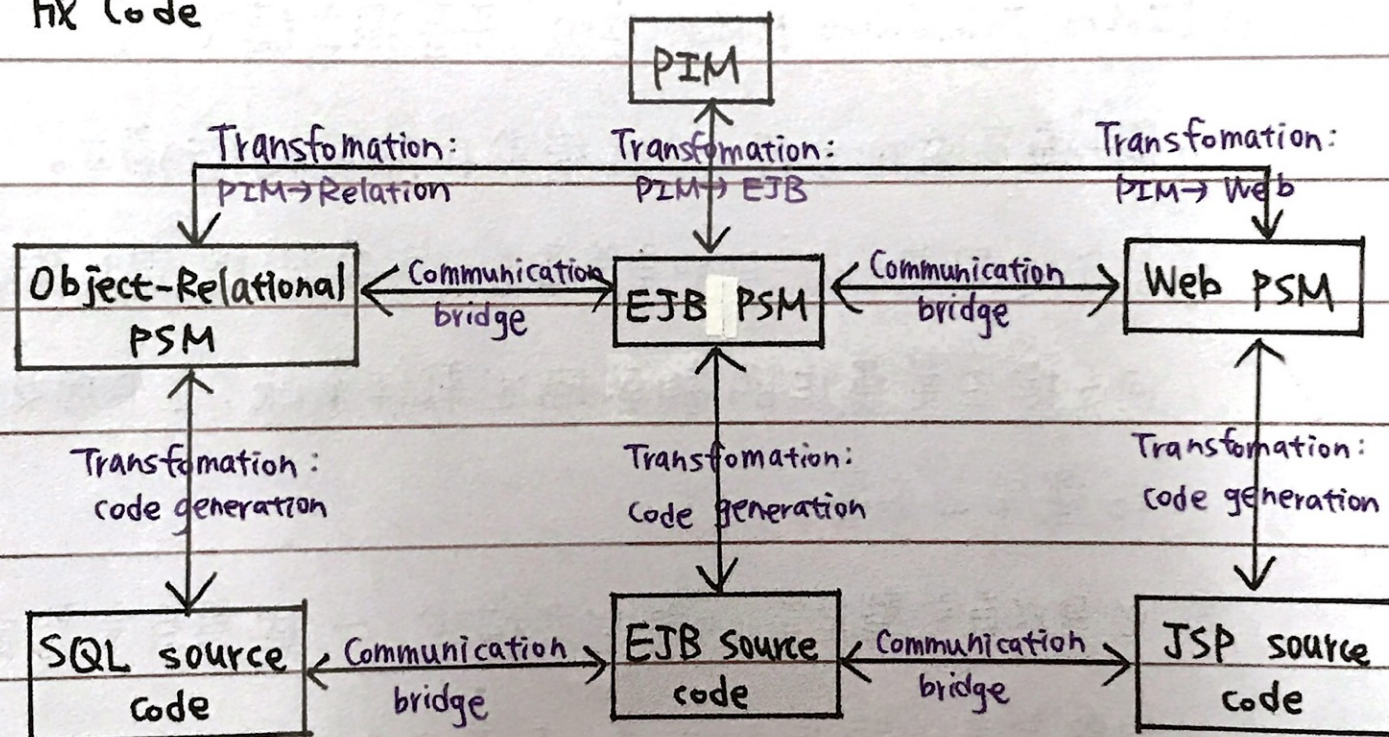 Code
PIM
Transfomation:
PIM→Relation
Transfomation:
PIM→ EJB
Transfomation:
PIM→ Web
Object-Relational
PSM
Communication
bridge
EJB PSM
Communication
bridge
Web PSM
Transfomation:
code generation
Transfomation:
code generation
Transfomation:
code generation
SQL source
code
Communication
bridge
EJB source
code
Communication
bridge
JSP source
code